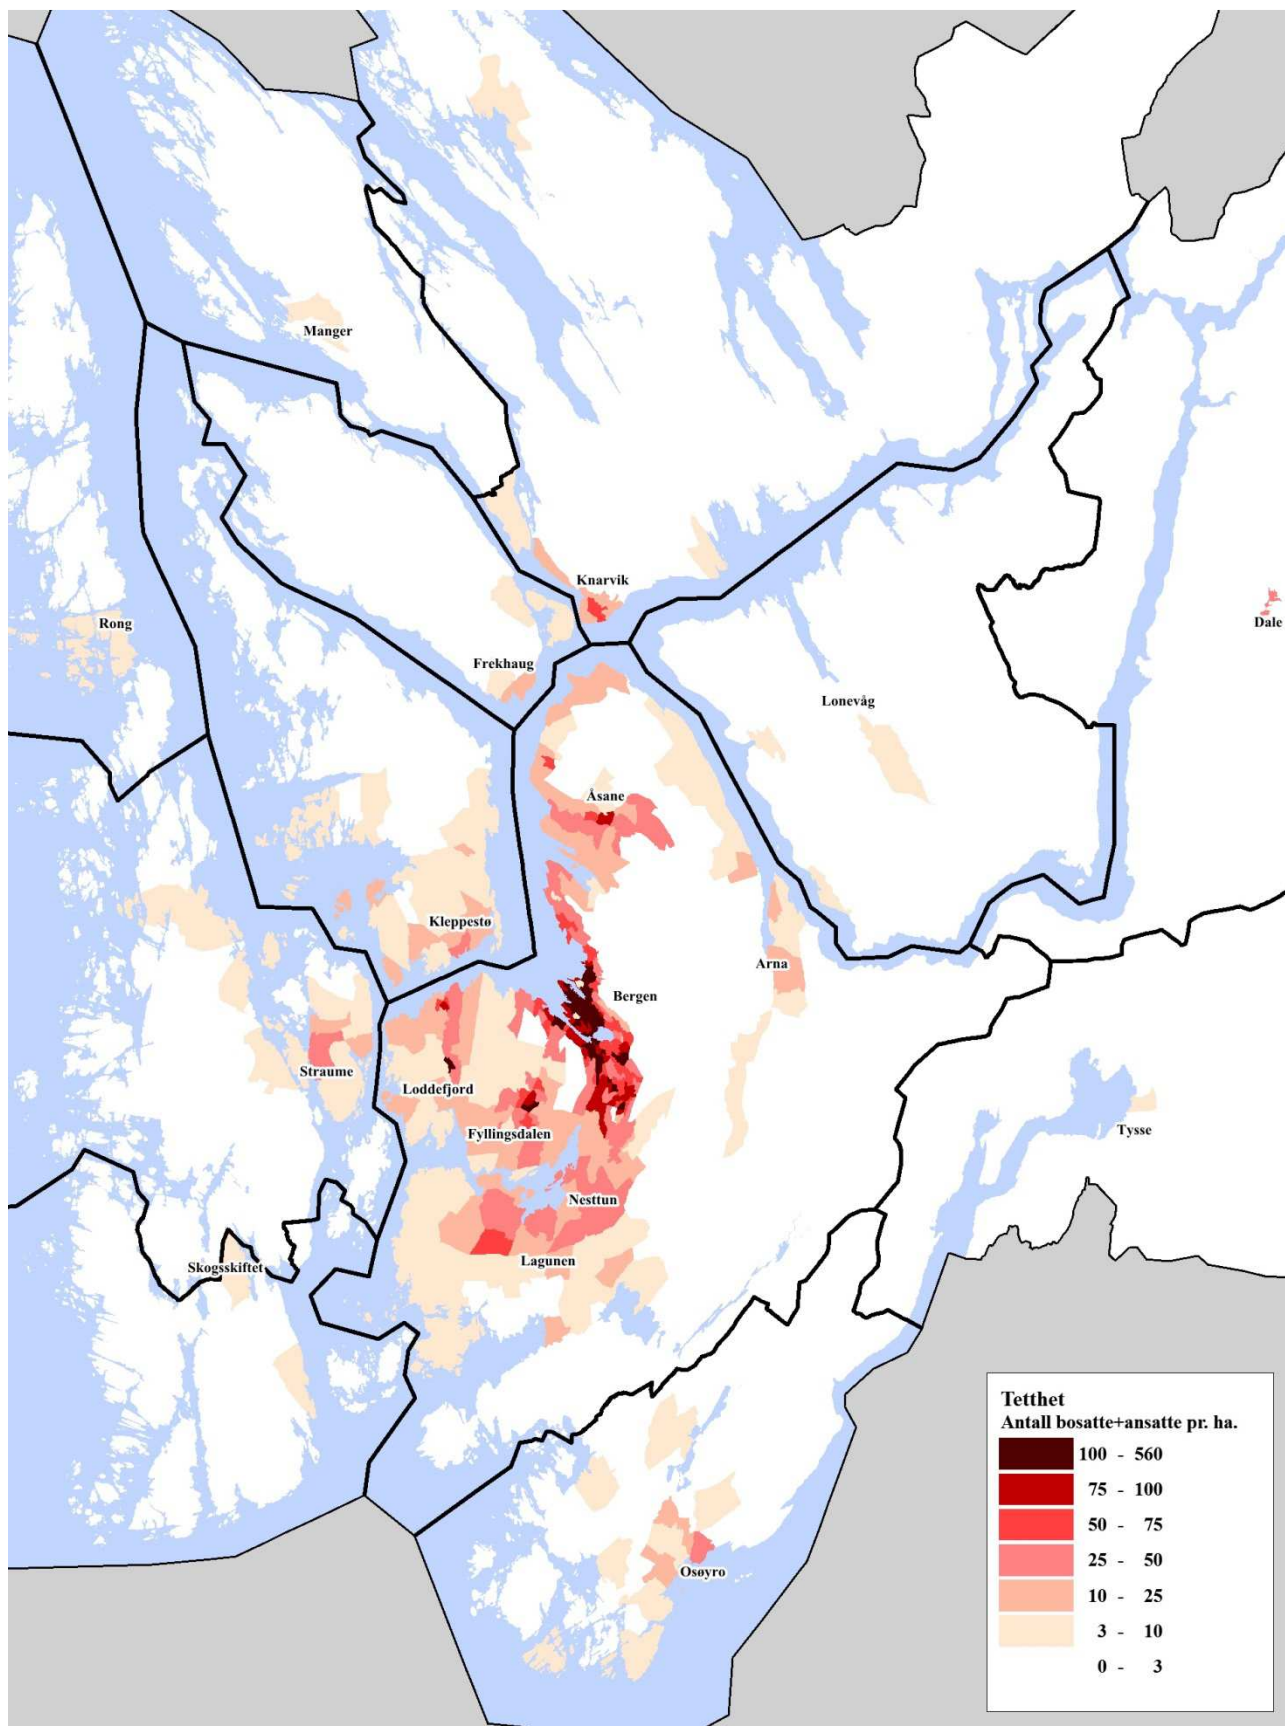 Manger
Knarvik
Rong
Dale
Frekhaug
Lonevåg
Åsane
Kleppestø
Arna
Bergen
Straume
Loddefjord
Fyllingsdalen
Tysse
Nesttun
Lagunen
Skogsskiftet
Osøyro
Tetthet
Antall bosatte+ansatte pr. ha.
100 - 560
75 - 100
50 - 75
25 - 50
10 - 25
3 - 10
0 - 3